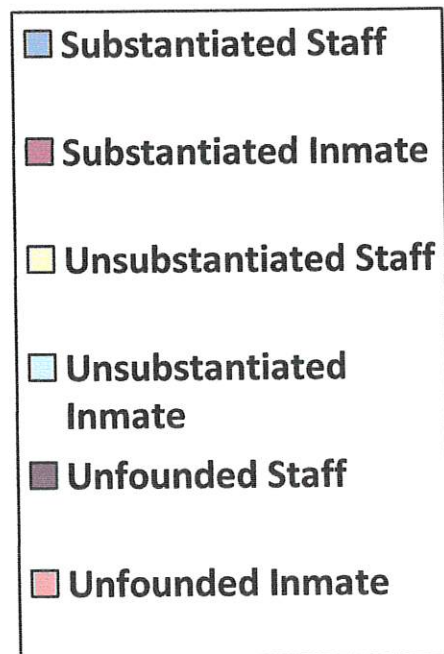 Substantiated Staff
Substantiated Inmate
Unsubstantiated Staff
Unsubstantiated
Inmate
Unfounded Staff
Unfounded Inmate